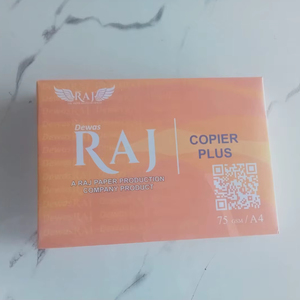 RAJ
Dewas
RAJ
A RAJ PAPER PRODUCTION
COMPANY PRODUCT
COPIER
PLUS
75 GSM / A4